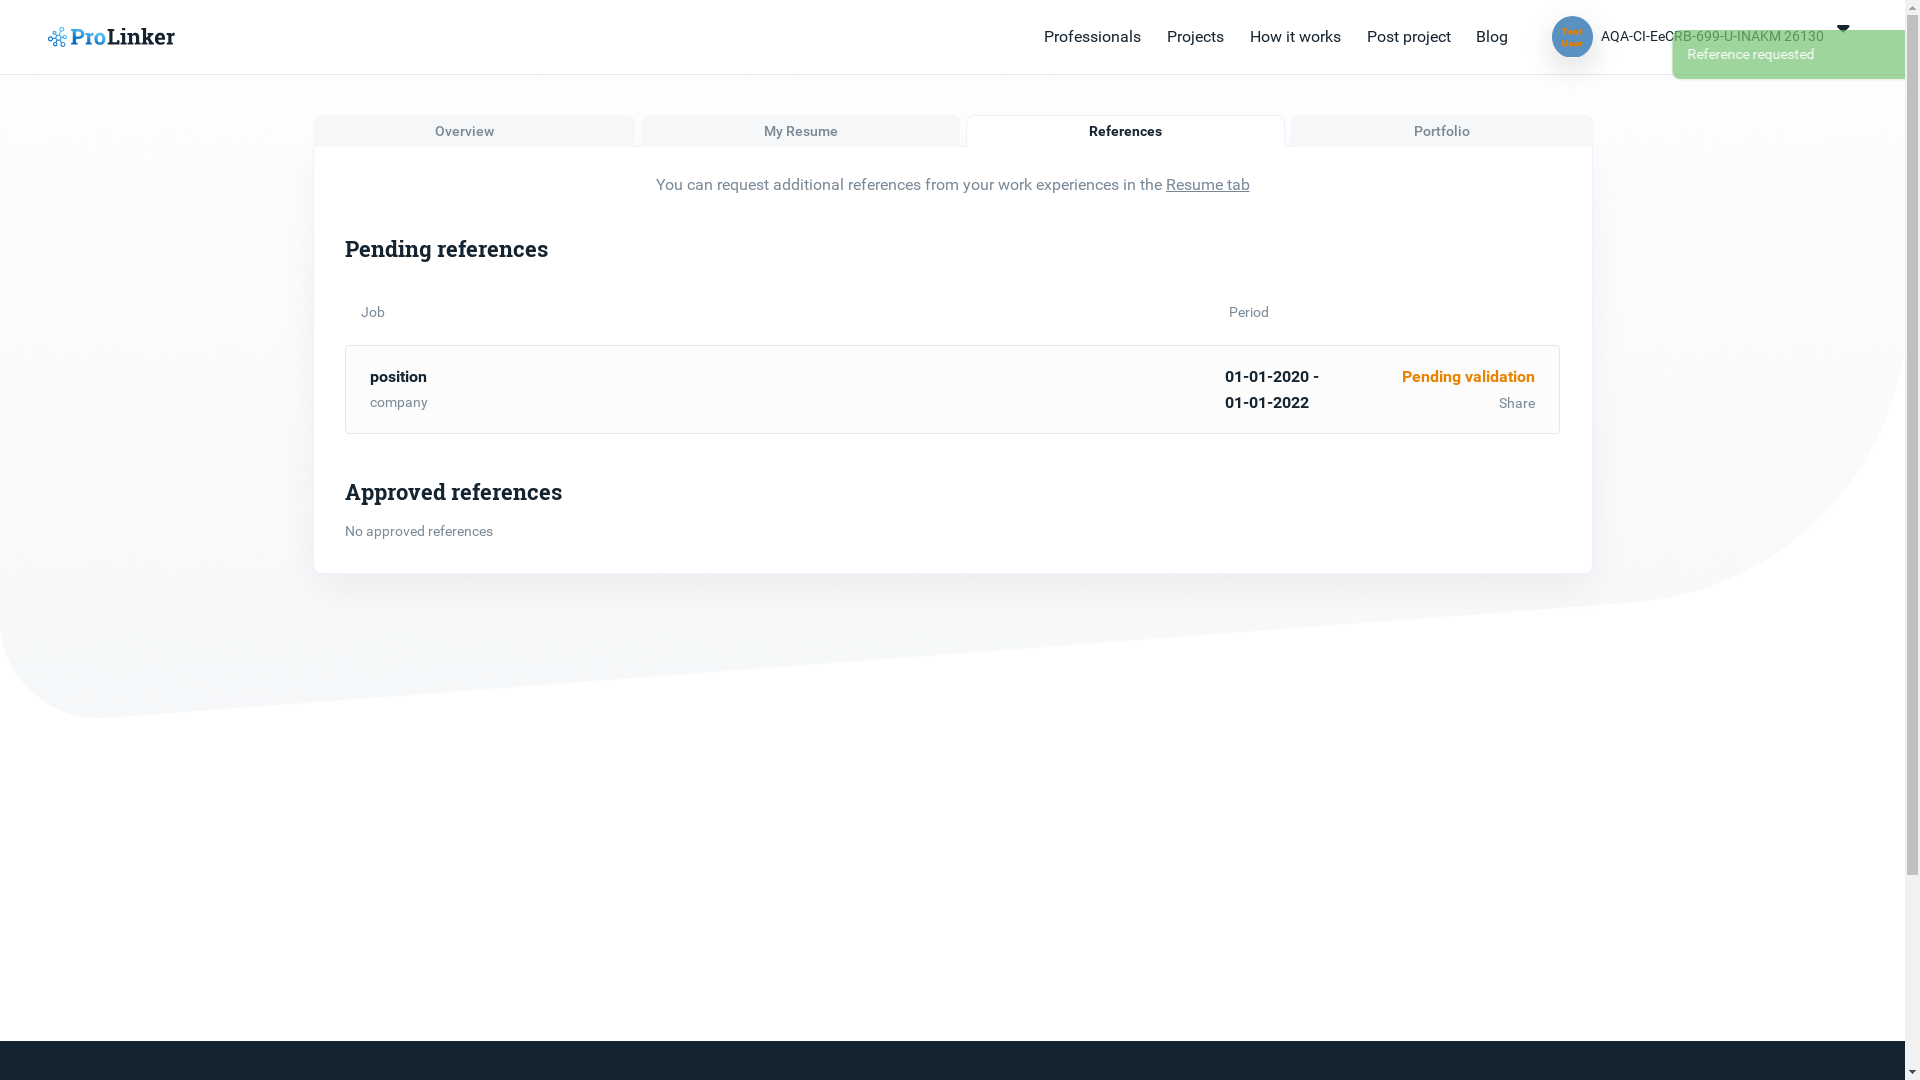 ProLinker
Professionals
Projects
How it works
Post project
Blog
Test
User
AQA-CI-EeCRB-699-U-INAKM 26130
Reference requested
Overview
My Resume
References
Portfolio
You can request additional references from your work experiences in the Resume tab
Pending references
Job
Period
position
company
01-01-2020 -
01-01-2022
Pending validation
Share
Approved references
No approved references